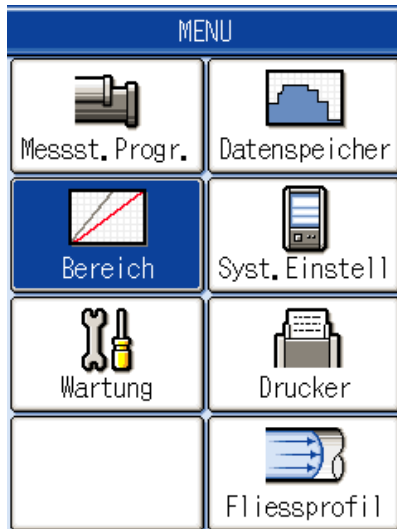 MENU
Messst.Progr.
Datenspeicher
Bereich
Syst.Einstell
Wartung
Drucker
Fliessprofil